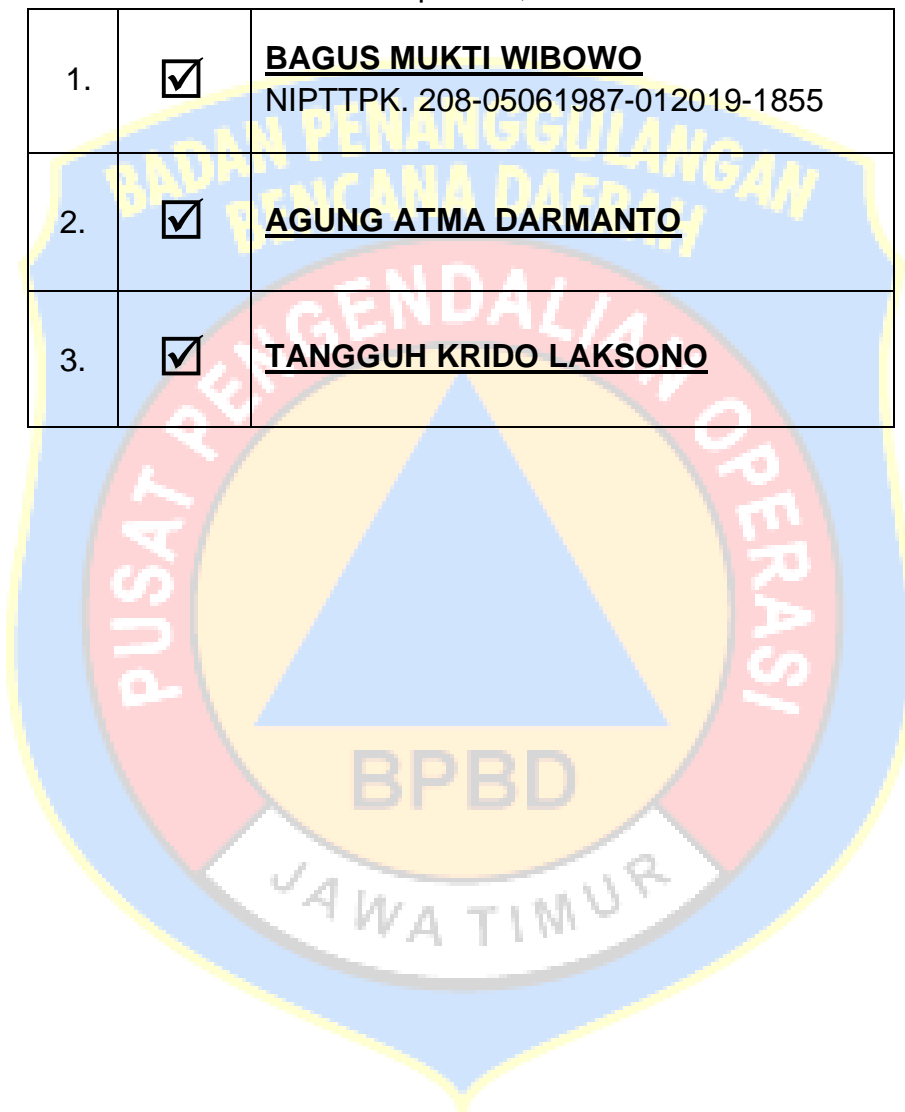 1. ☑ BAGUS MUKTI WIBOWO
NIPTTPK. 208-05061987-012019-1855
2. ☑ AGUNG ATMA DARMANTO
3. ☑ TANGGUH KRIDO LAKSONO
BADAN PENANGGULANGAN
BENCANA DAERAH
PUSAT PENGENDALIAN OPERASI
BPBD
JAWA TIMUR